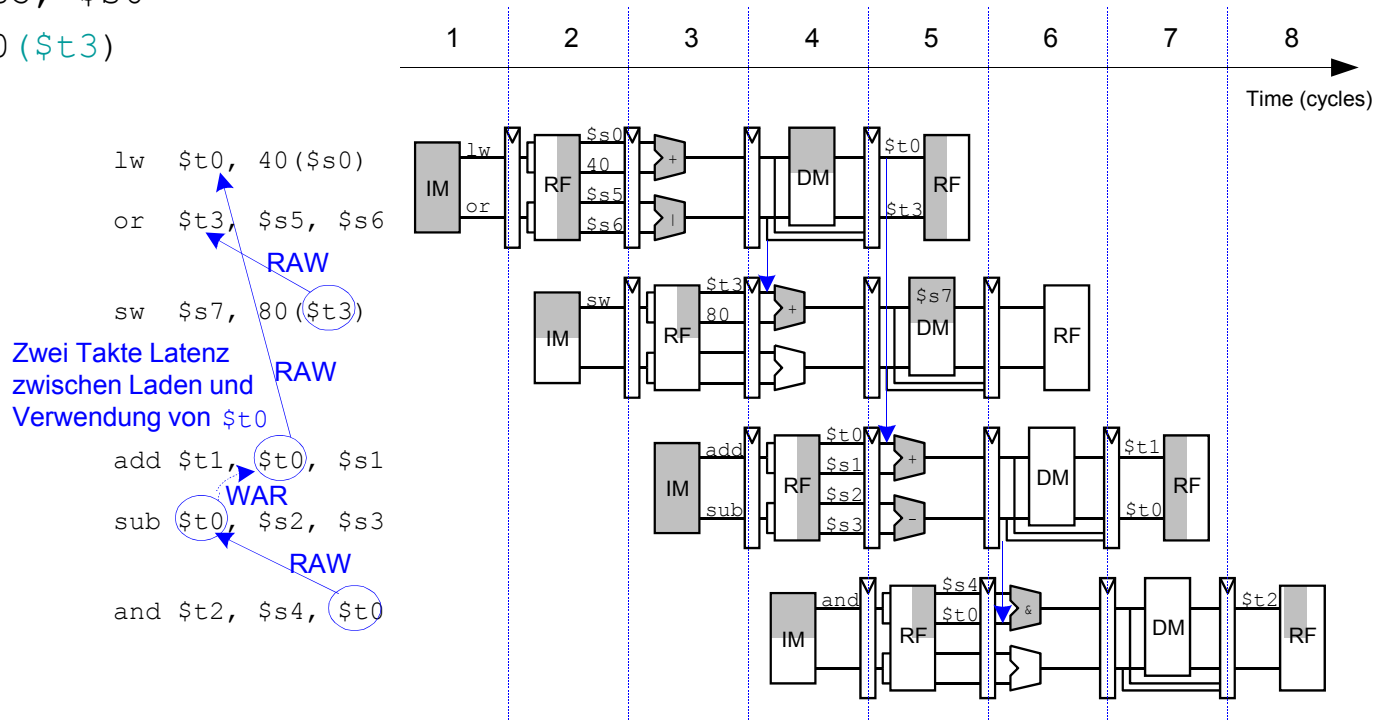 0($t3)
1 2 3 4 5 6 7 8
Time (cycles)
lw $t0, 40($s0)
or $t3, $s5, $s6
RAW
sw $s7, 80($t3)
Zwei Takte Latenz
zwischen Laden und
Verwendung von $t0
RAW
add $t1, $t0, $s1
WAR
sub $t0, $s2, $s3
RAW
and $t2, $s4, $t0
IM
lw
or
RF
$s0
40
$s5
$s6
+
|
DM
$t0
$t3
RF
IM
sw
RF
$t3
80
+
$s7
DM
RF
IM
add
sub
RF
$t0
$s1
$s2
$s3
+
-
DM
$t1
$t0
RF
IM
and
RF
$s4
$t0
&
DM
$t2
RF